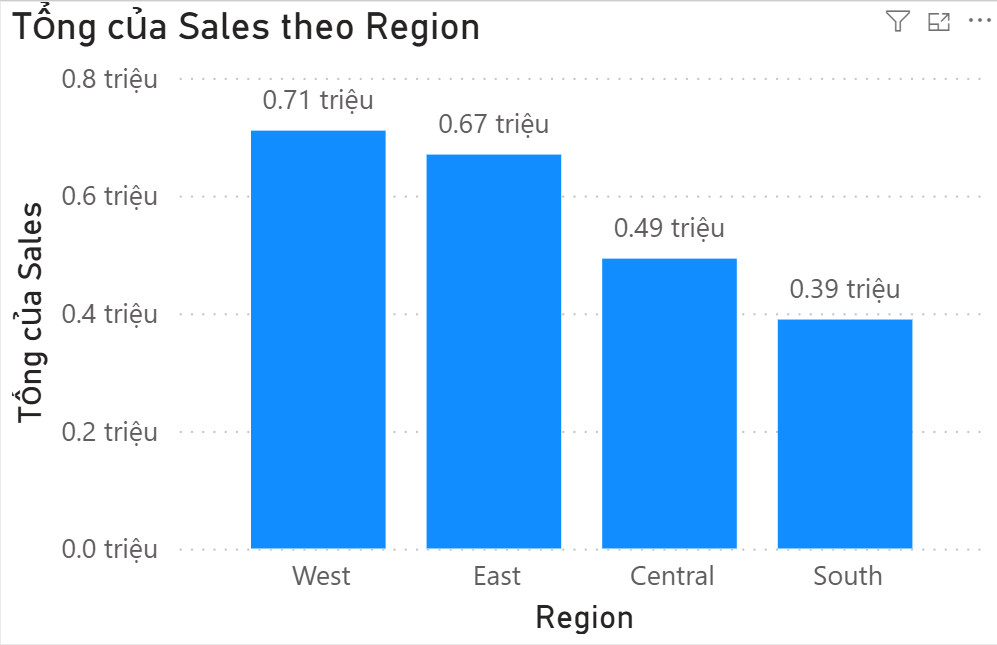 Tổng của Sales theo Region
0.8 triệu
0.6 triệu
0.4 triệu
0.2 triệu
0.0 triệu
Tổng của Sales
0.71 triệu
0.67 triệu
0.49 triệu
0.39 triệu
West
East
Central
South
Region